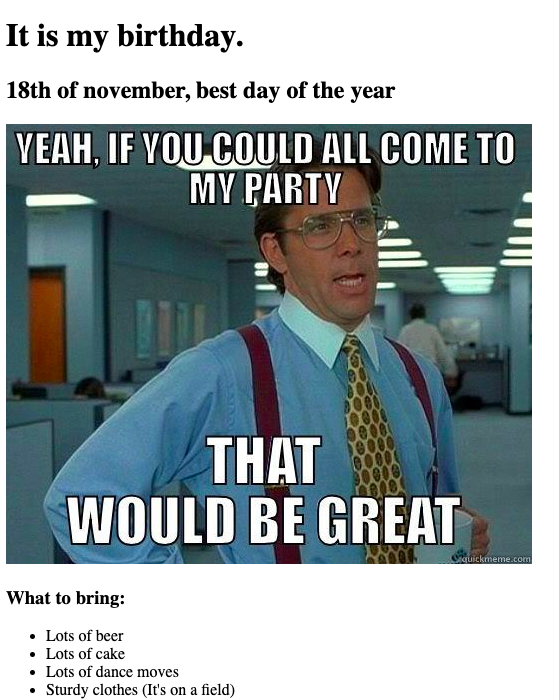 It is my birthday.
18th of november, best day of the year
YEAH, IF YOU COULD ALL COME TO
MY PARTY
THAT
WOULD BE GREAT
quickmeme.com
What to bring:
Lots of beer
Lots of cake
Lots of dance moves
Sturdy clothes (It's on a field)